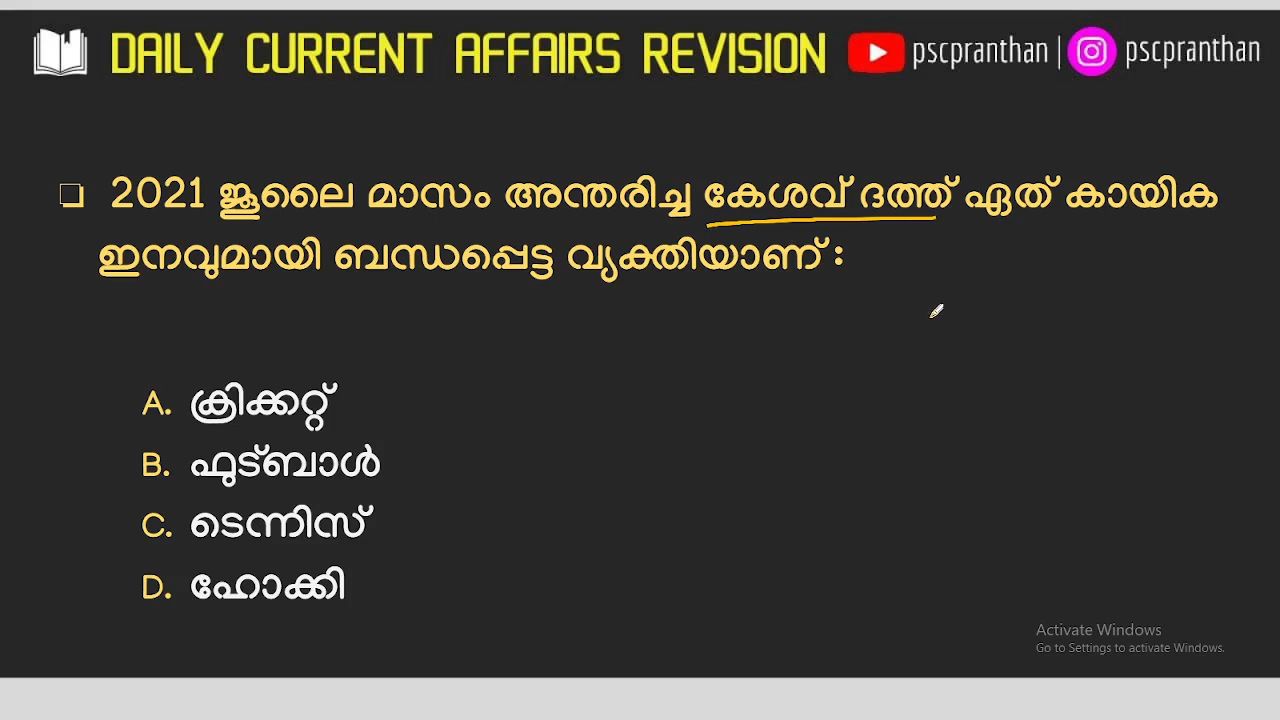 DAILY CURRENT AFFAIRS REVISION pscpranthan | pscpranthan
❑ 2021 ജൂലൈ മാസം അന്തരിച്ച കേശവ് ദത്ത് ഏത് കായിക
ഇനവുമായി ബന്ധപ്പെട്ട വ്യക്തിയാണ് :
A. ക്രിക്കറ്റ്
B. ഫുട്ബാൾ
C. ടെന്നിസ്
D. ഹോക്കി
Activate Windows
Go to Settings to activate Windows.